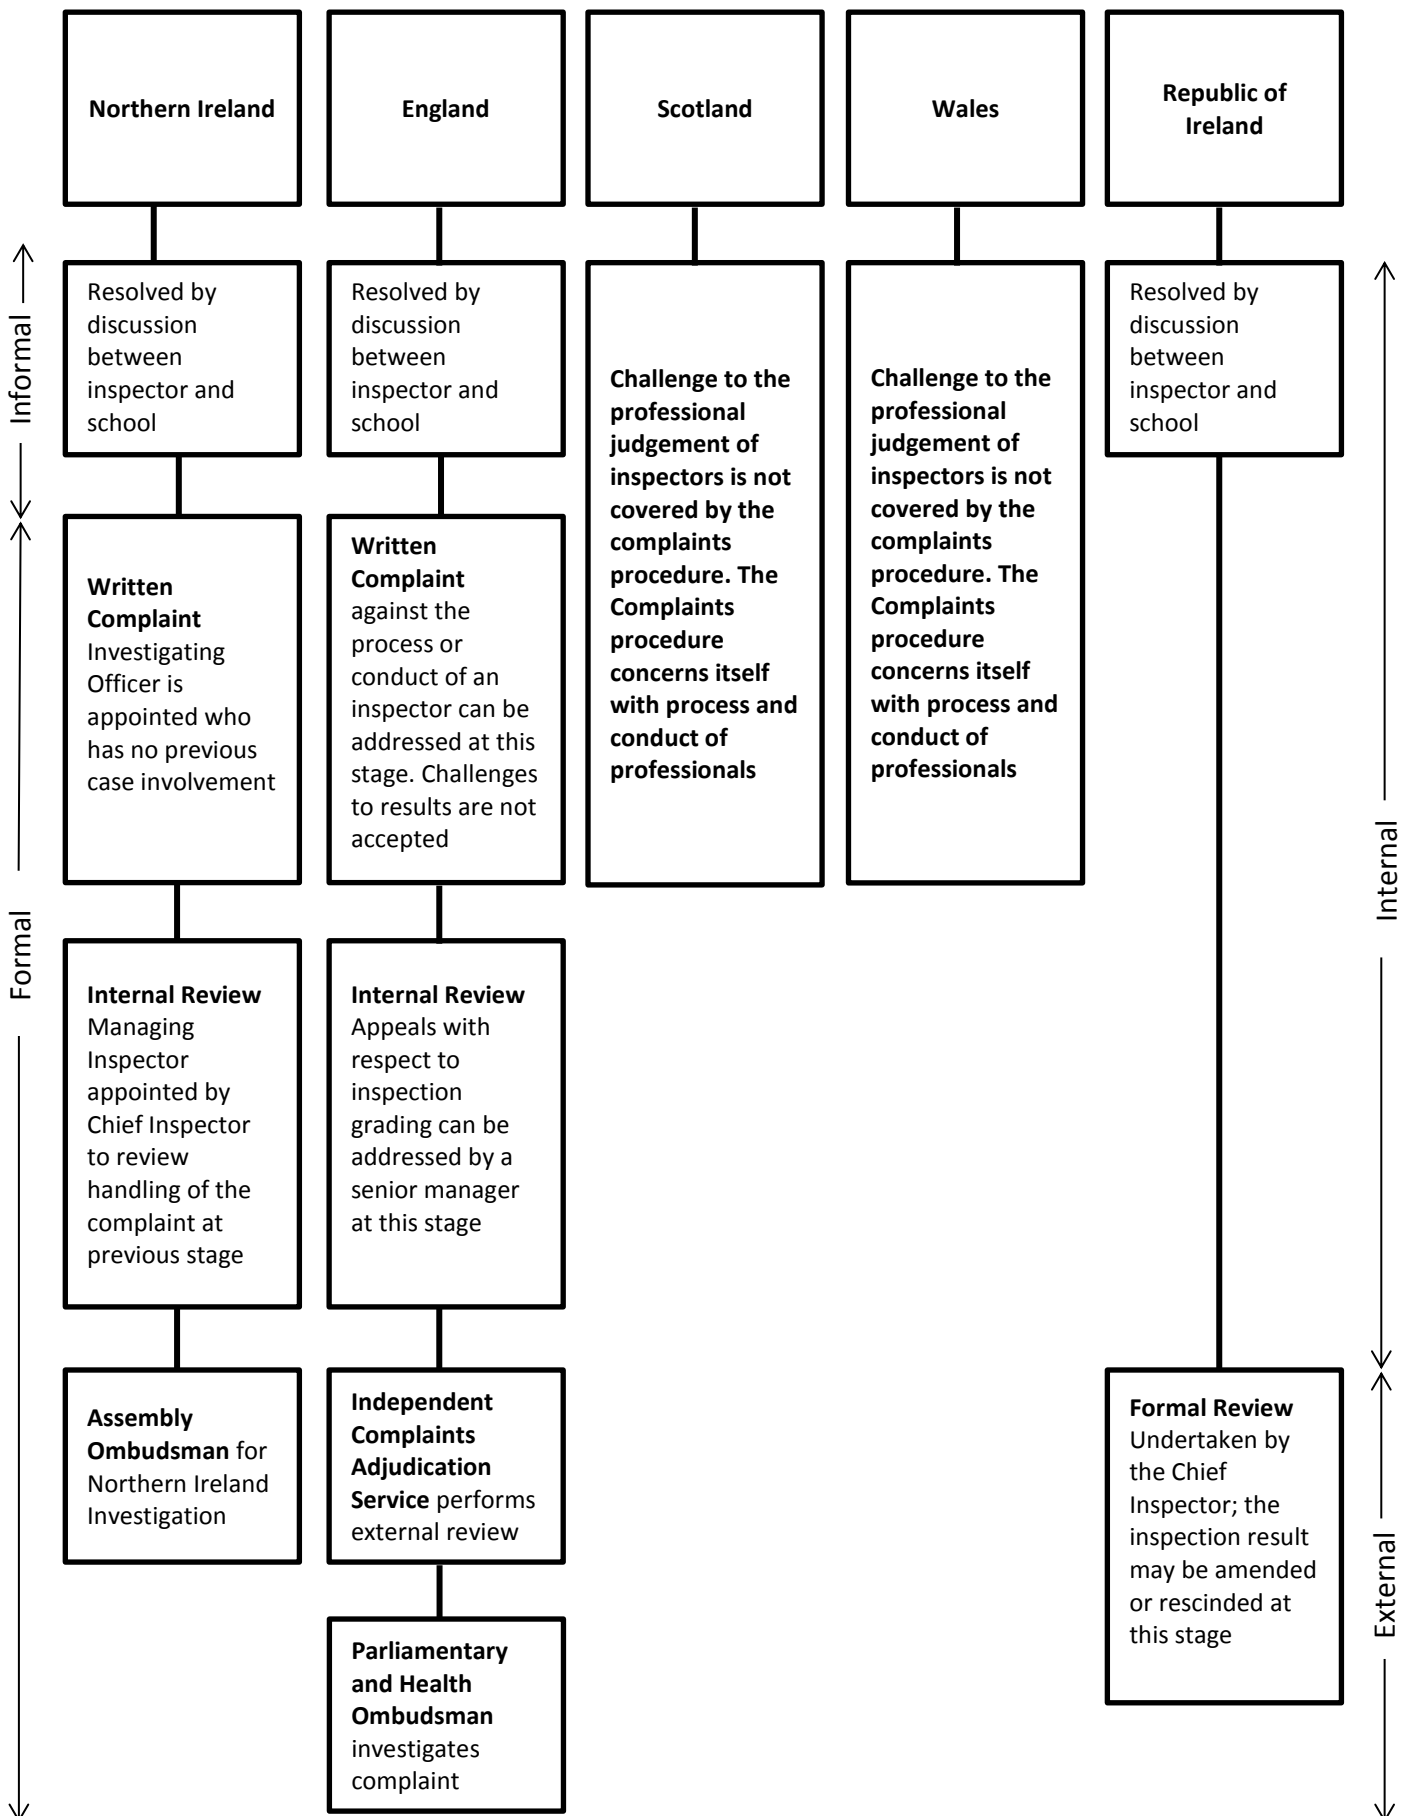 Northern Ireland
England
Scotland
Wales
Republic of
Ireland
Informal
Formal
Resolved by
discussion
between
inspector and
school
Written
Complaint
Investigating
Officer is
appointed who
has no previous
case involvement
Internal Review
Managing
Inspector
appointed by
Chief Inspector
to review
handling of the
complaint at
previous stage
Assembly
Ombudsman for
Northern Ireland
Investigation
Resolved by
discussion
between
inspector and
school
Written
Complaint
against the
process or
conduct of an
inspector can be
addressed at this
stage. Challenges
to results are not
accepted
Internal Review
Appeals with
respect to
inspection
grading can be
addressed by a
senior manager
at this stage
Independent
Complaints
Adjudication
Service performs
external review
Parliamentary
and Health
Ombudsman
investigates
complaint
Challenge to the
professional
judgement of
inspectors is not
covered by the
complaints
procedure. The
Complaints
procedure
concerns itself
with process and
conduct of
professionals
Challenge to the
professional
judgement of
inspectors is not
covered by the
complaints
procedure. The
Complaints
procedure
concerns itself
with process and
conduct of
professionals
Resolved by
discussion
between
inspector and
school
Formal Review
Undertaken by
the Chief
Inspector; the
inspection result
may be amended
or rescinded at
this stage
Internal
External